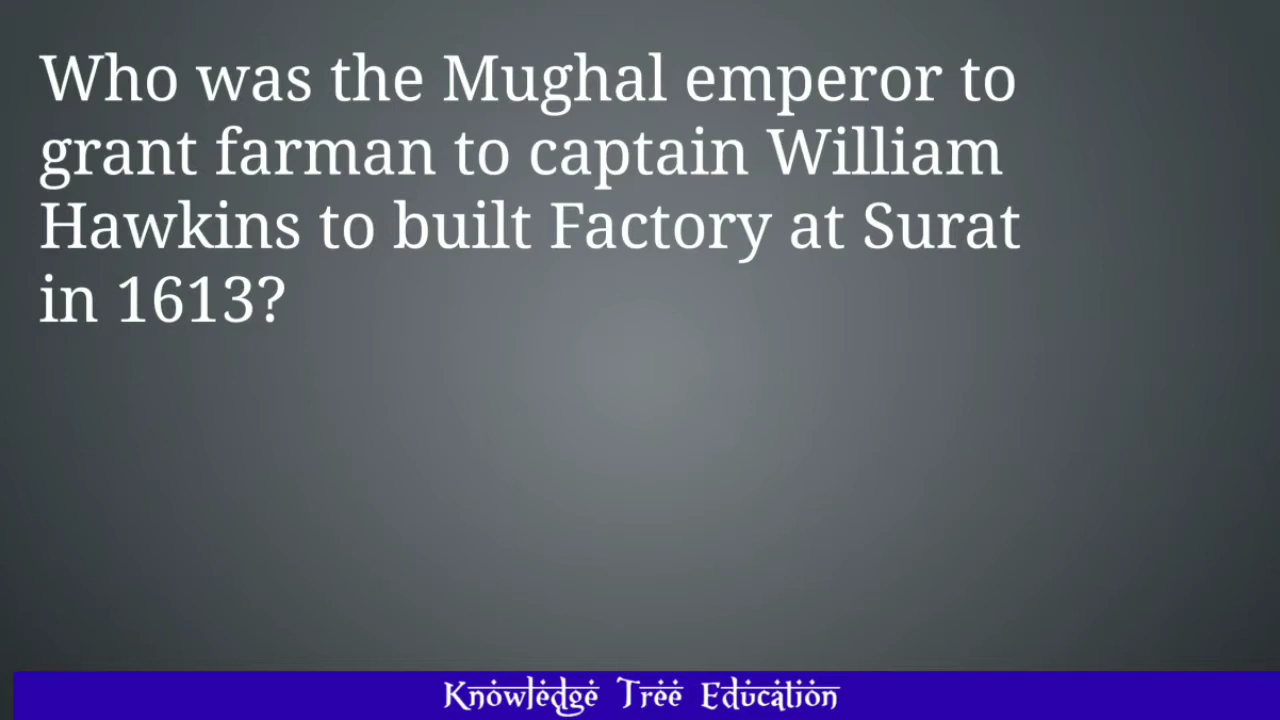 Who was the Mughal emperor to
grant farman to captain William
Hawkins to built Factory at Surat
in 1613?
Knowledge Tree Education